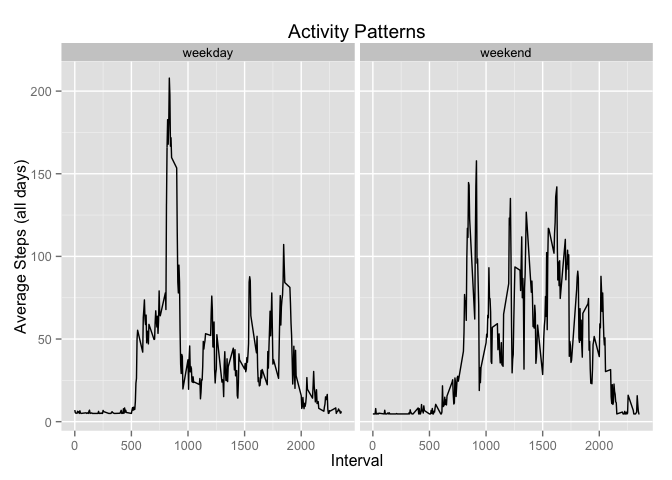 Activity Patterns
weekday weekend
200
150
100
50
0
Average Steps (all days)
0 500 1000 1500 2000 0 500 1000 1500 2000
Interval